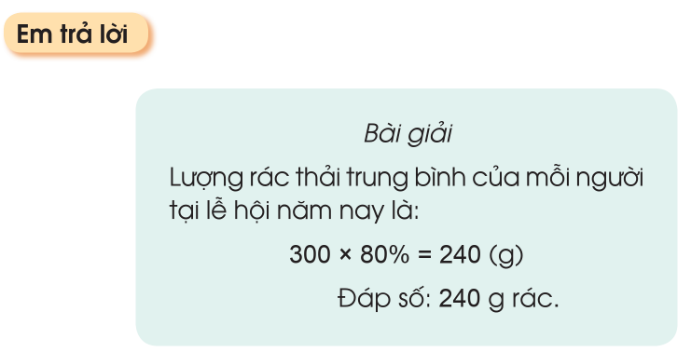 Em trả lời
Bài giải
Lượng rác thải trung bình của mỗi người
tại lễ hội năm nay là:
300 × 80% = 240 (g)
Đáp số: 240 g rác.